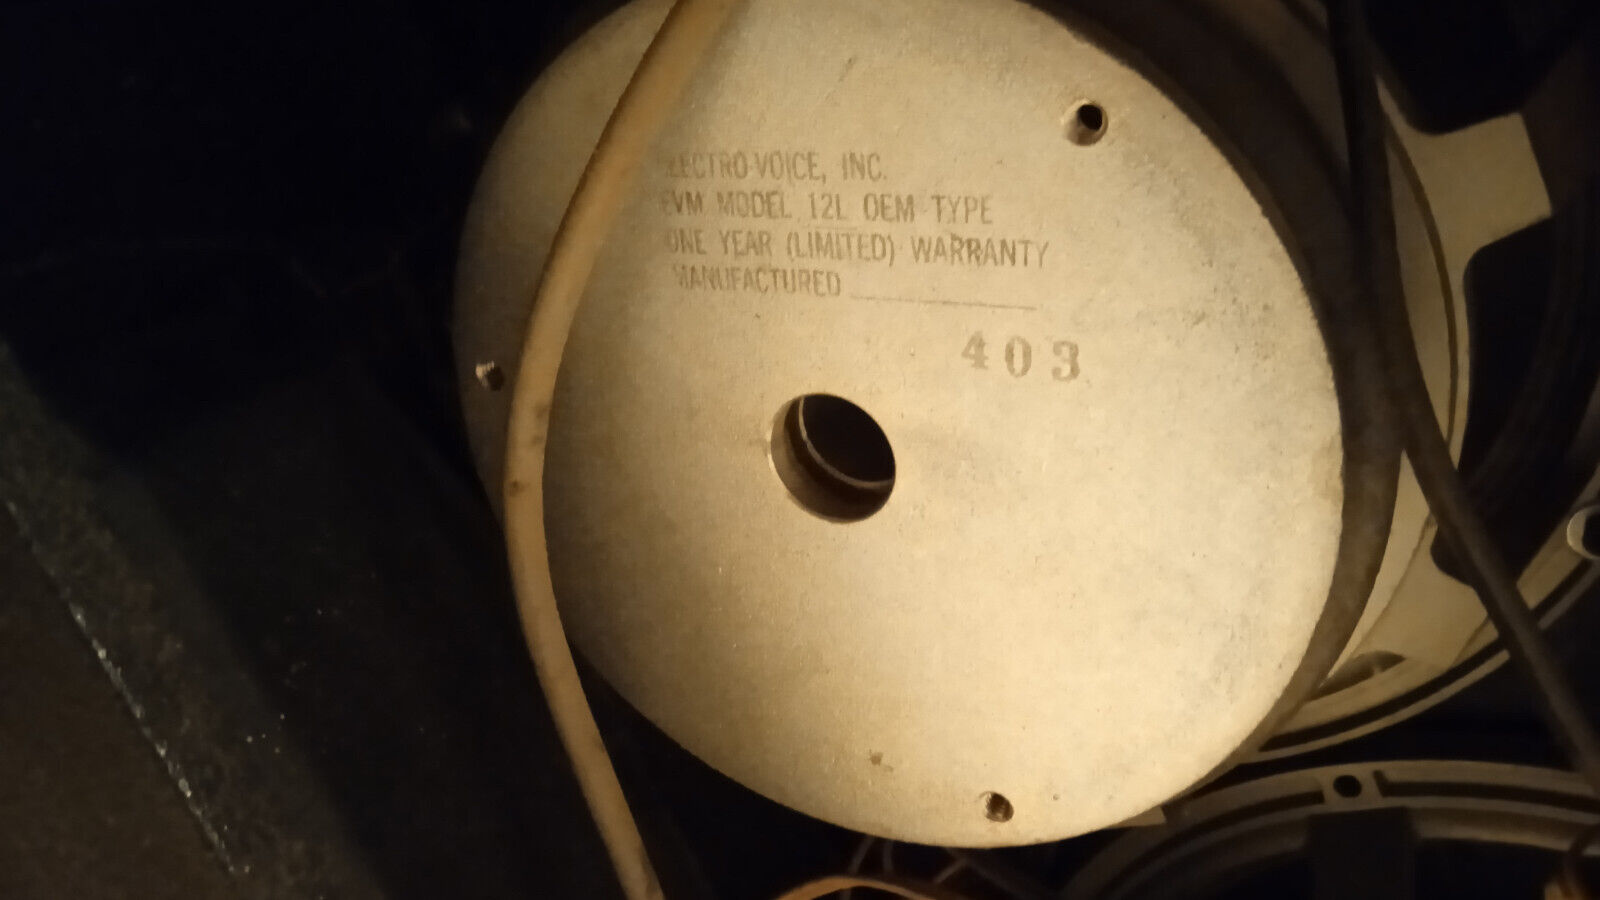 ELECTRO-VOICE, INC.
EVM MODEL 12L OEM TYPE
ONE YEAR (LIMITED) WARRANTY
MANUFACTURED
403